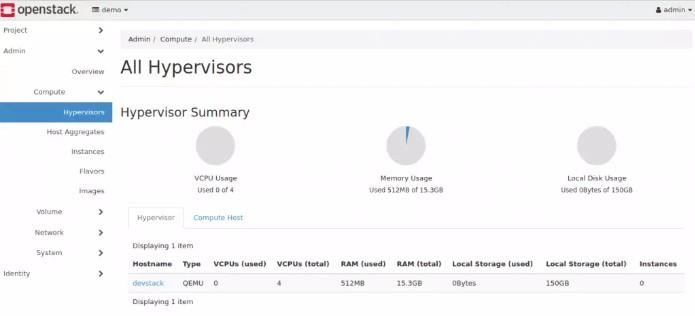 openstack. demo admin
Project
Admin
Overview
Compute
Hypervisors
Host Aggregates
Instances
Flavors
Images
Volume
Network
System
Identity
Admin / Compute / All Hypervisors
All Hypervisors
Hypervisor Summary
VCPU Usage Memory Usage Local Disk Usage
Used 0 of 4 Used 512MB of 15.3GB Used 0Bytes of 150GB
Hypervisor Compute Host
Displaying 1 item
Hostname Type VCPUs (used) VCPUs (total) RAM (used) RAM (total) Local Storage (used) Local Storage (total) Instances
devstack QEMU 0 4 512MB 15.3GB 0Bytes 150GB 0
Displaying 1 item